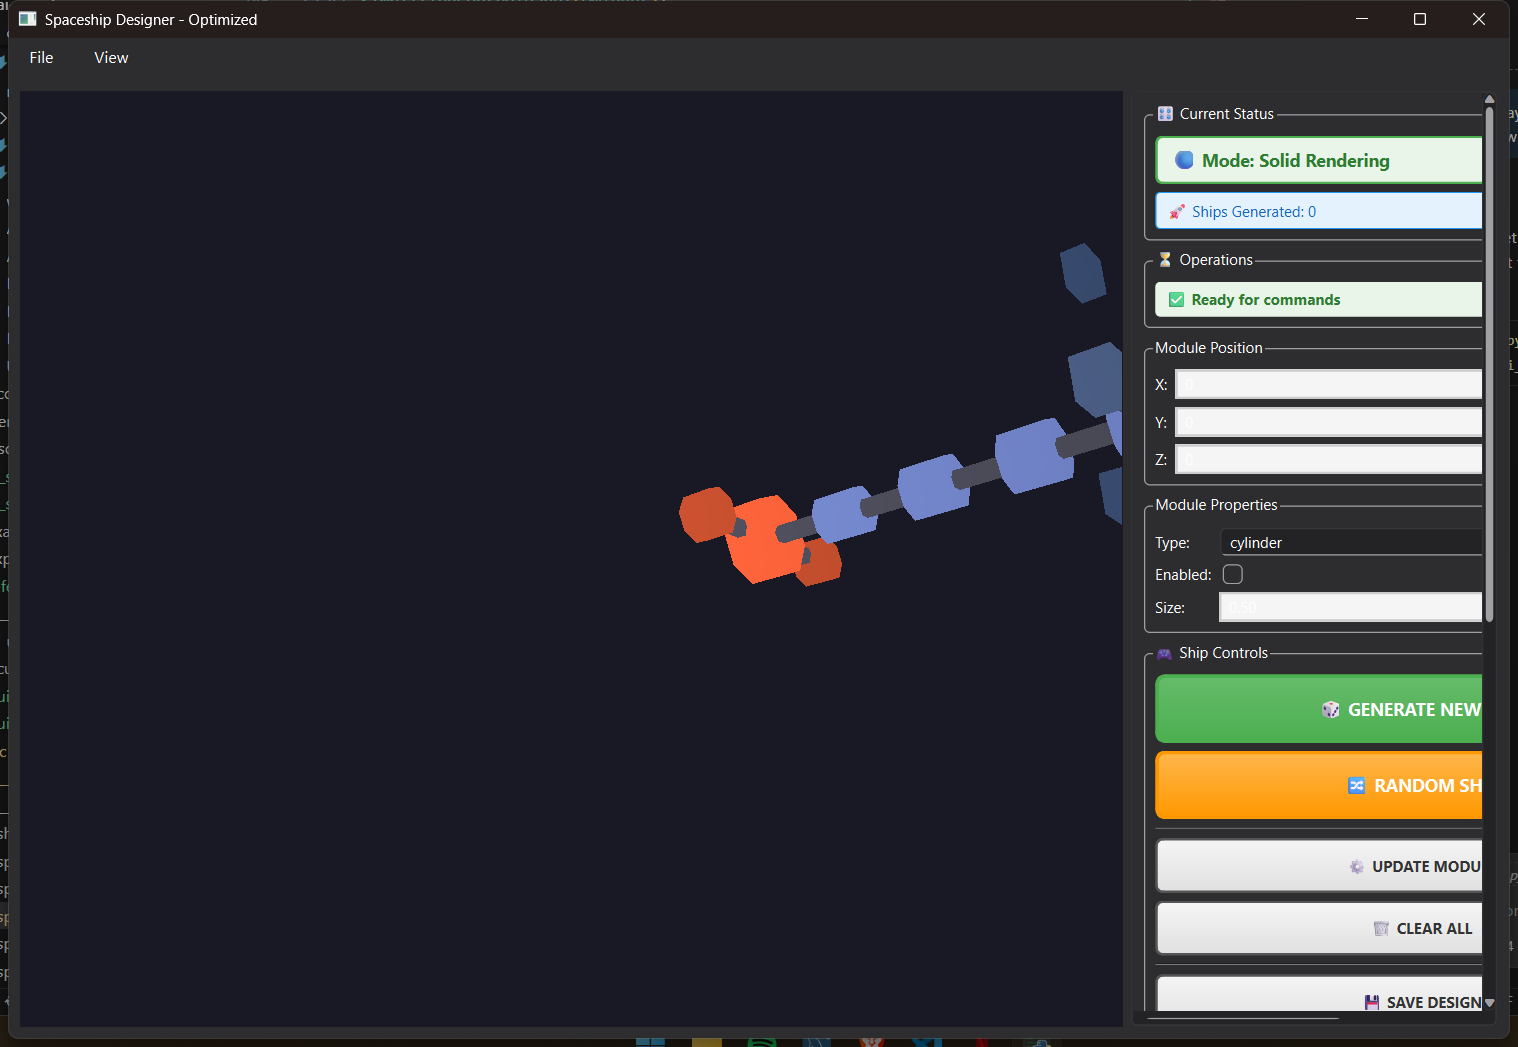 Spaceship Designer - Optimized
File View
Current Status
Mode: Solid Rendering
Ships Generated: 0
Operations
Ready for commands
Module Position
X: 0
Y: 0
Z: 0
Module Properties
Type: cylinder
Enabled:
Size: 0.50
Ship Controls
GENERATE NEW
RANDOM SH
UPDATE MODU
CLEAR ALL
SAVE DESIGN